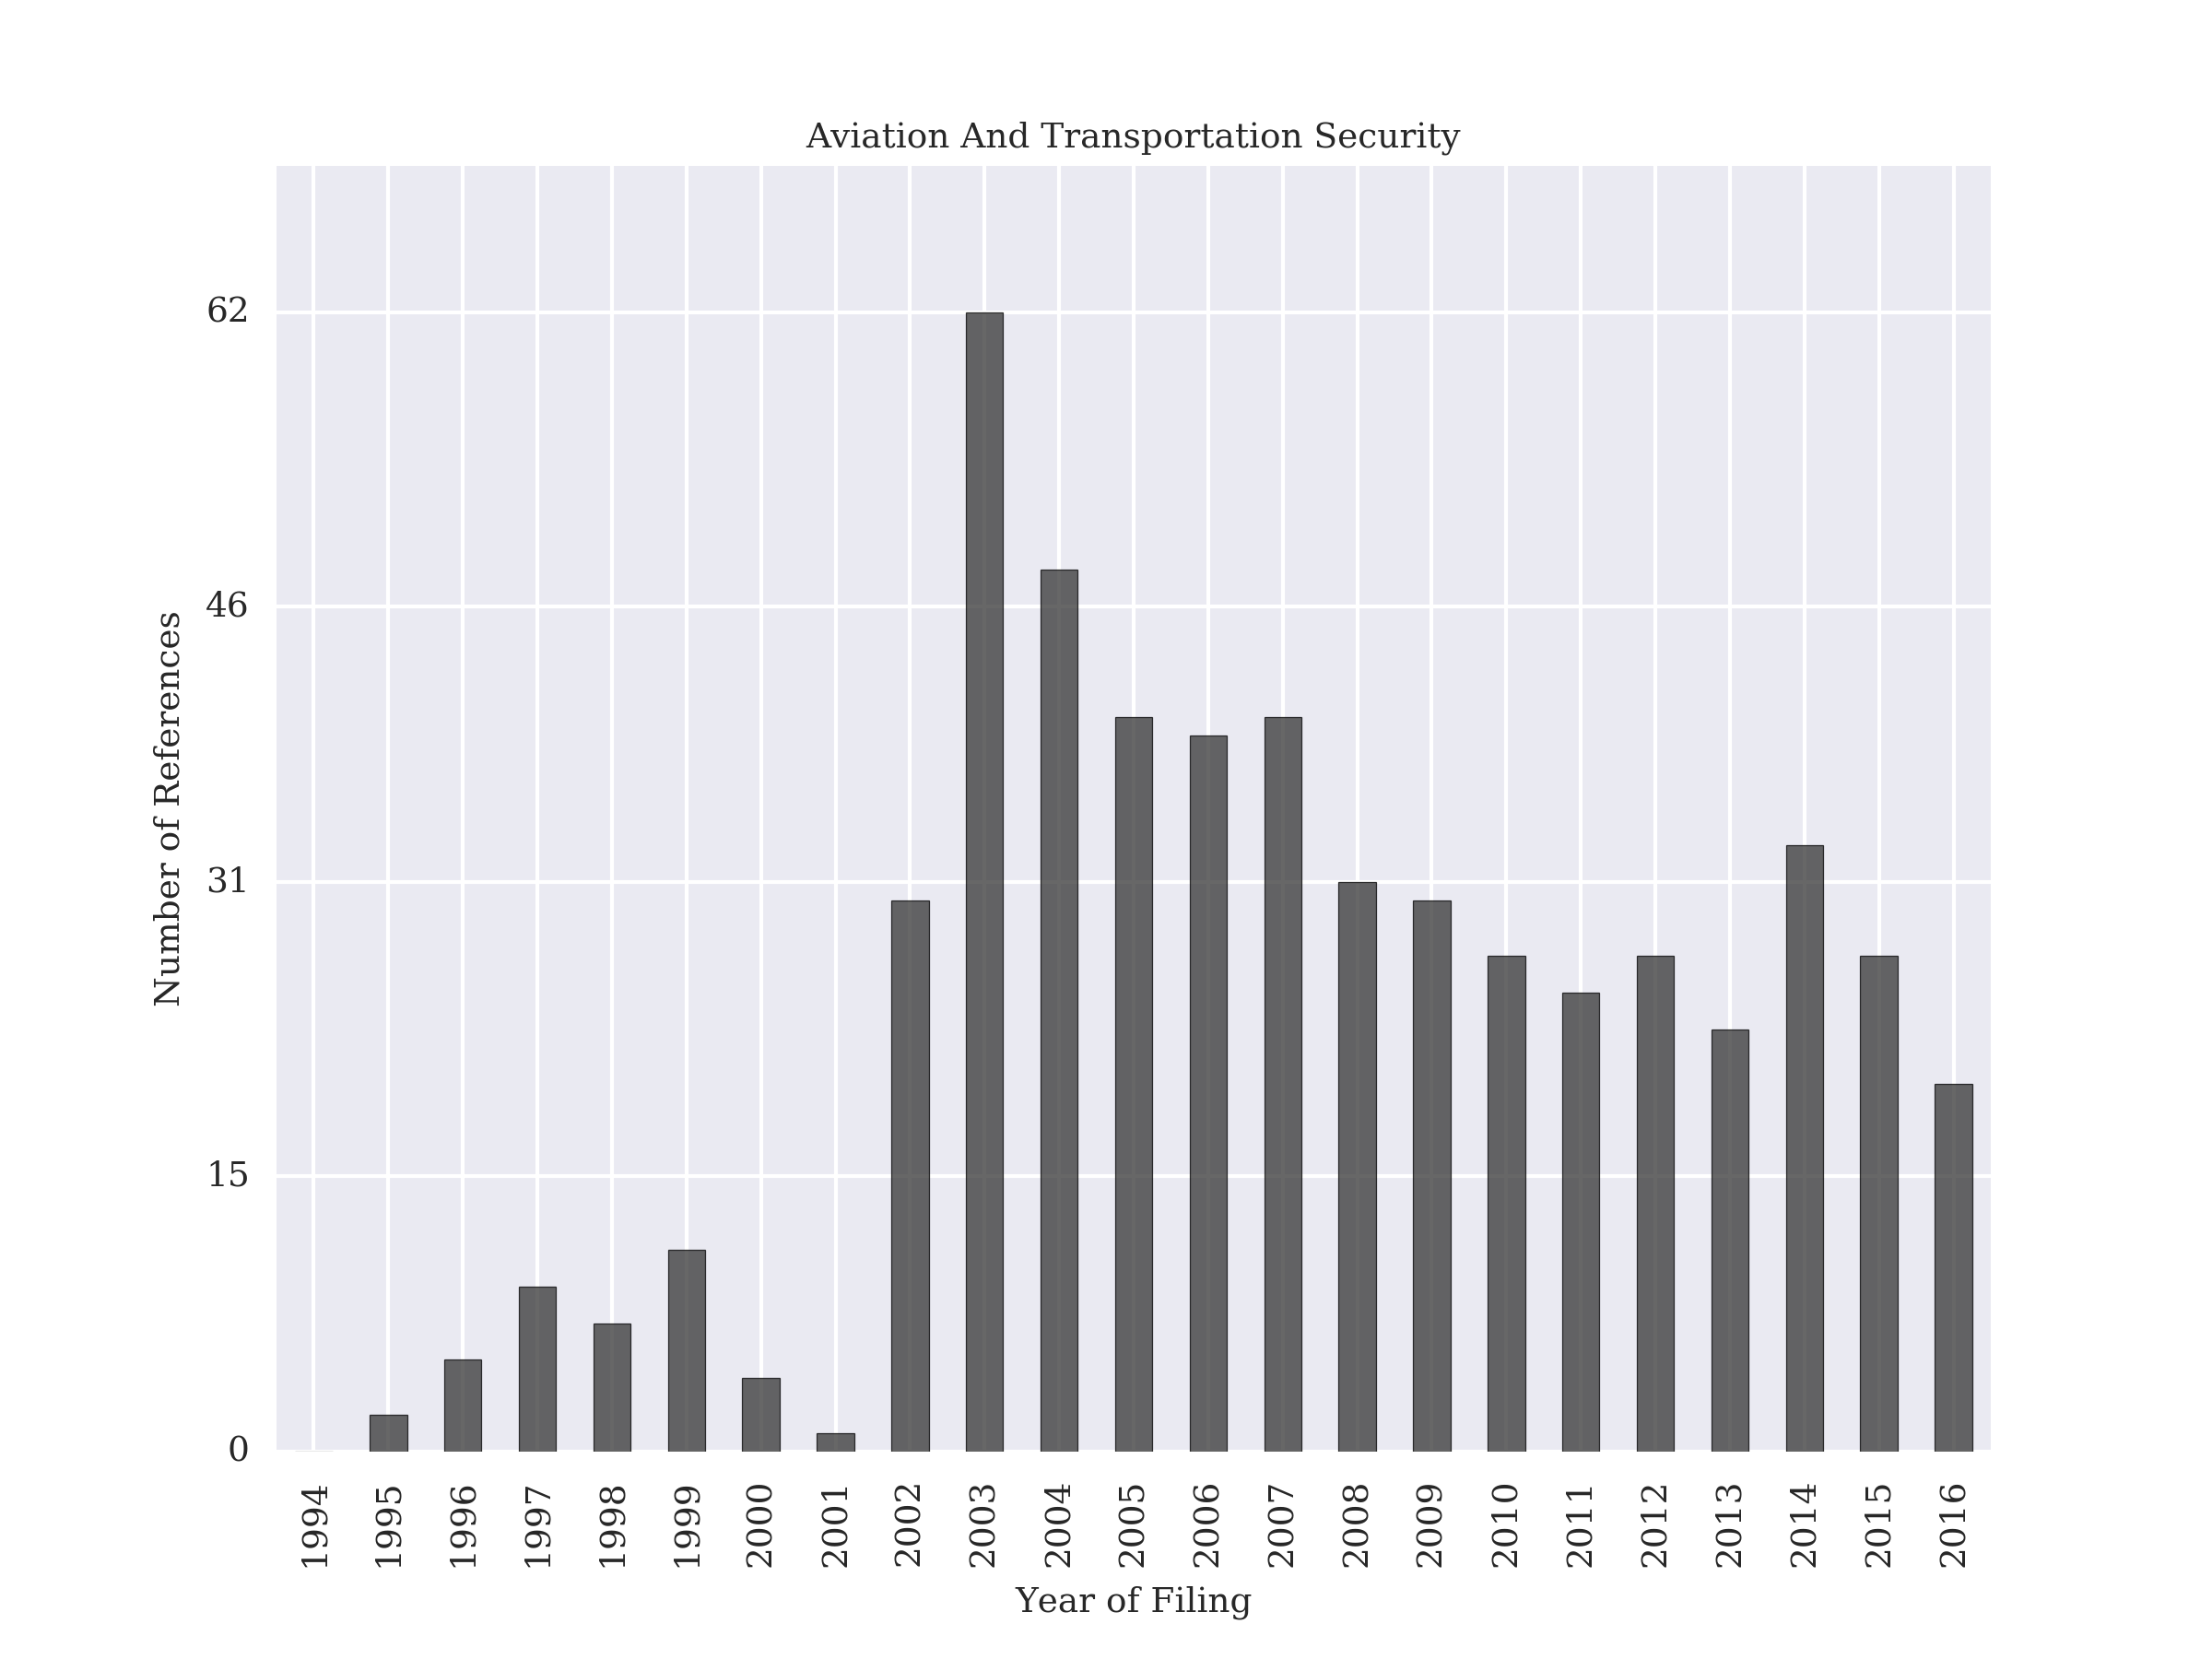 Aviation And Transportation Security
Number of References
62
46
31
15
0
1994 1995 1996 1997 1998 1999 2000 2001 2002 2003 2004 2005 2006 2007 2008 2009 2010 2011 2012 2013 2014 2015 2016
Year of Filing